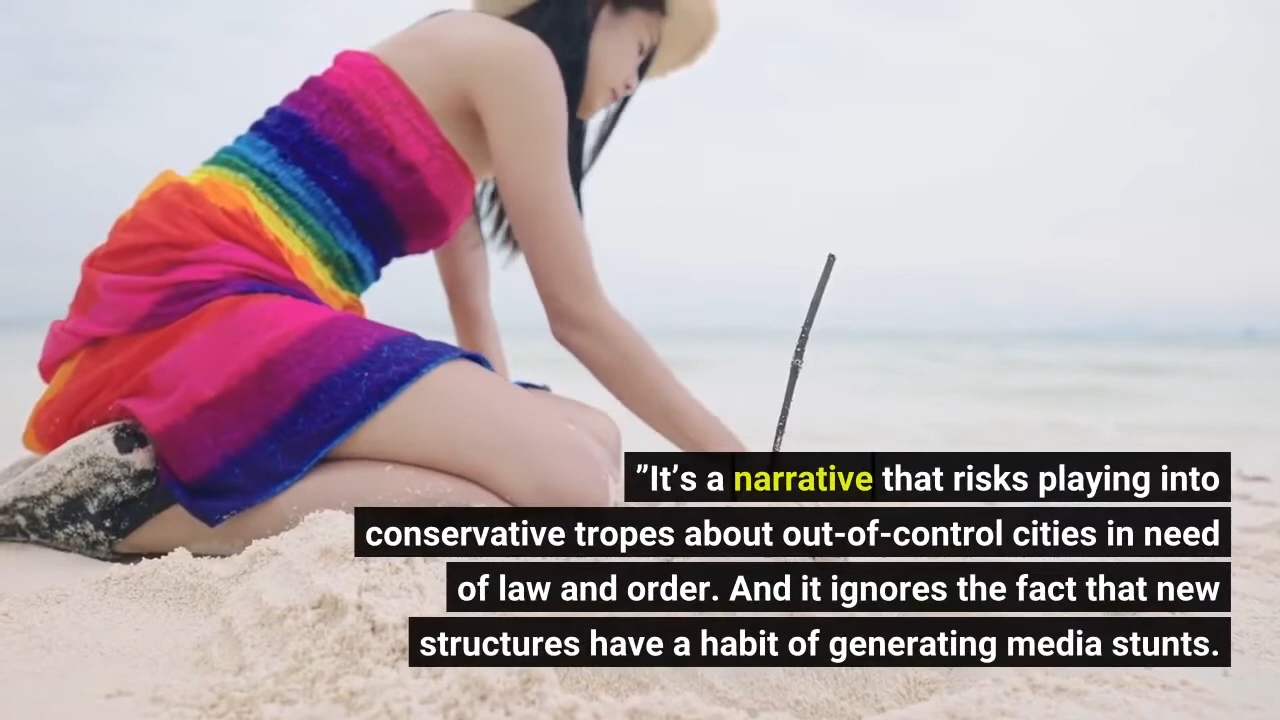 ”It’s a narrative that risks playing into
conservative tropes about out-of-control cities in need
of law and order. And it ignores the fact that new
structures have a habit of generating media stunts.